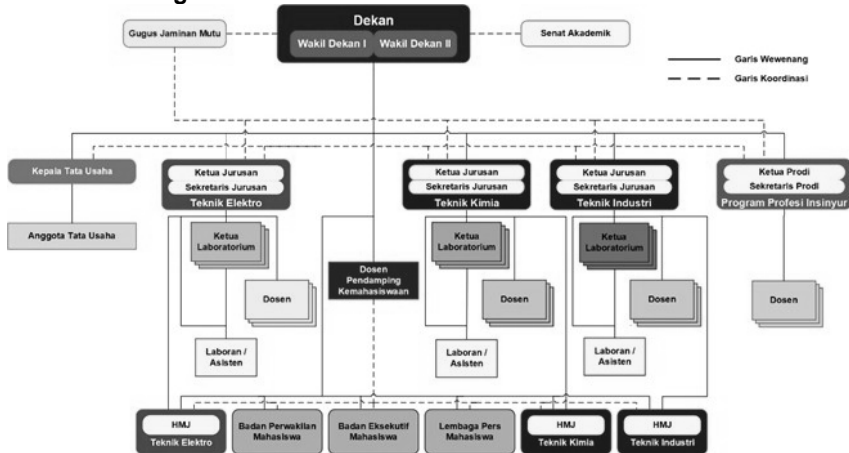 Dekan
Wakil Dekan I
Wakil Dekan II
Gugus Jaminan Mutu
Senat Akademik
Garis Wewenang
Garis Koordinasi
Kepala Tata Usaha
Ketua Jurusan
Sekretaris Jurusan
Teknik Elektro
Ketua Jurusan
Sekretaris Jurusan
Teknik Kimia
Ketua Jurusan
Sekretaris Jurusan
Teknik Industri
Ketua Prodi
Sekretaris Prodi
Program Profesi Insinyur
Anggota Tata Usaha
Ketua
Laboratorium
Dosen
Pendamping
Kemahasiswaan
Ketua
Laboratorium
Ketua
Laboratorium
Dosen
Dosen
Dosen
Dosen
Laboran /
Asisten
Laboran /
Asisten
Laboran /
Asisten
HMJ
Teknik Elektro
Badan Perwakilan
Mahasiswa
Badan Eksekutif
Mahasiswa
Lembaga Pers
Mahasiswa
HMJ
Teknik Kimia
HMJ
Teknik Industri